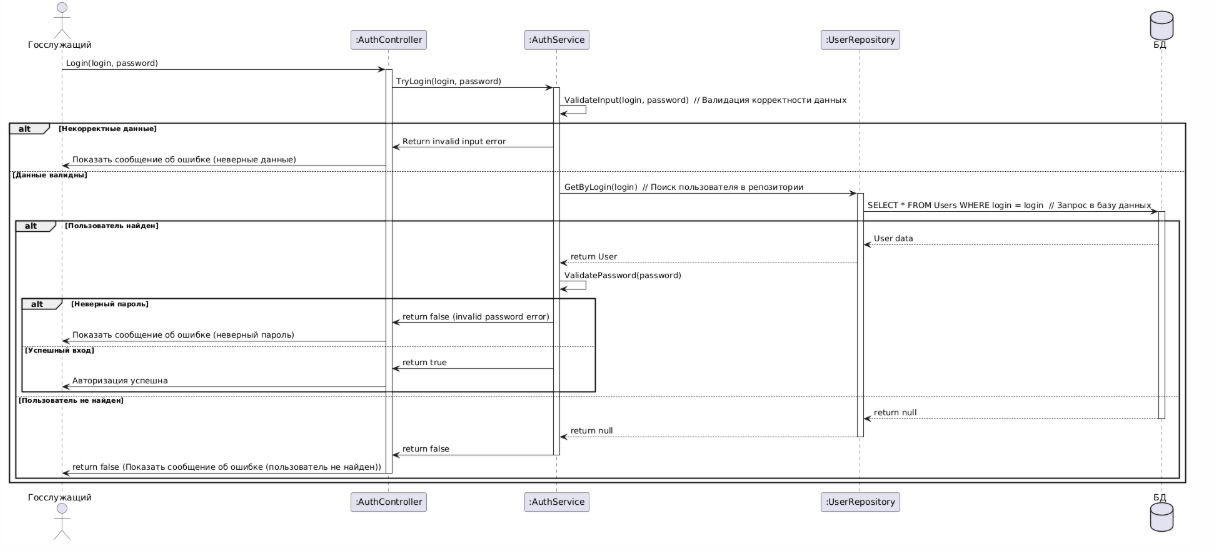 Госслужащий
:AuthController
:AuthService
:UserRepository
БД
Login(login, password)
TryLogin(login, password)
ValidateInput(login, password) // Валидация корректности данных
alt [Некорректные данные]
Return invalid input error
Показать сообщение об ошибке (неверные данные)
[Данные валидны]
GetByLogin(login) // Поиск пользователя в репозитории
SELECT * FROM Users WHERE login = login // Запрос в базу данных
alt [Пользователь найден]
User data
return User
ValidatePassword(password)
alt [Неверный пароль]
return false (invalid password error)
Показать сообщение об ошибке (неверный пароль)
[Успешный вход]
return true
Авторизация успешна
[Пользователь не найден]
return null
return null
return false
return false (Показать сообщение об ошибке (пользователь не найден))
Госслужащий
:AuthController
:AuthService
:UserRepository
БД